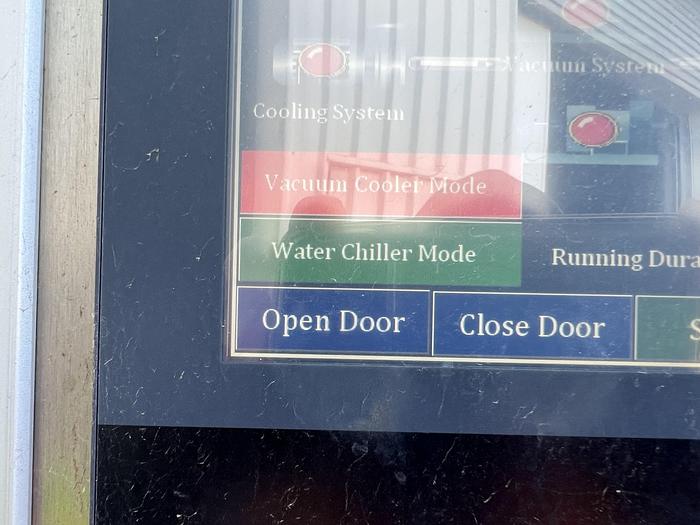 Vacuum System
Cooling System
Vacuum Cooler Mode
Water Chiller Mode
Running Dura
Open Door
Close Door
S